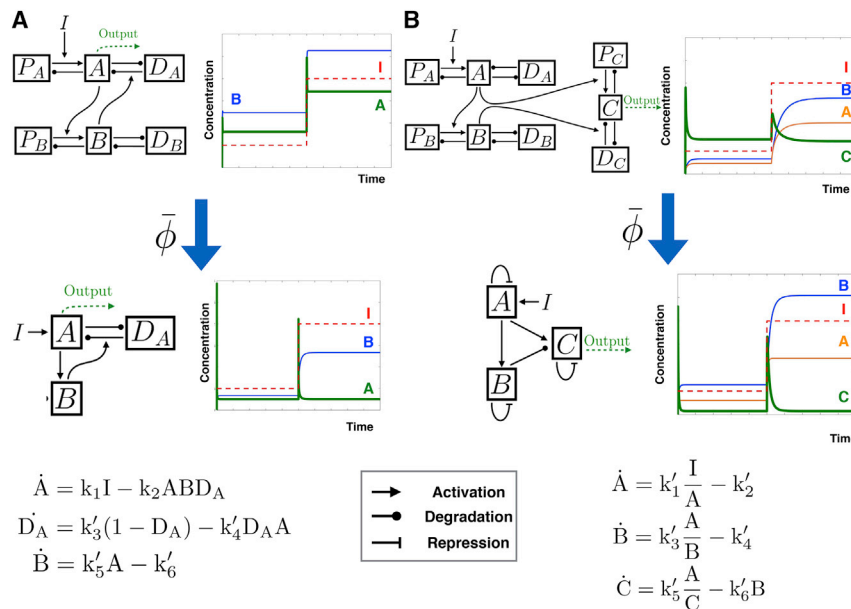 A
I
Output
P_A A D_A
P_B B D_B
Concentration
B
I
A
Time
ϕ̄
Output
I A D_A
B
Concentration
I
B
A
Time
Ȧ = k₁I − k₂ABD_A
Ḋ_A = k′₃(1 − D_A) − k′₄D_A A
Ḃ = k′₅A − k′₆
Activation
Degradation
Repression
B
I
P_C
P_A A D_A
C Output
P_B B D_B
D_C
Concentration
I
B
A
C
Time
ϕ̄
A I
C Output
B
Concentration
B
I
A
C
Time
Ȧ = k′₁ I/A − k′₂
Ḃ = k′₃ A/B − k′₄
Ċ = k′₅ A/C − k′₆B